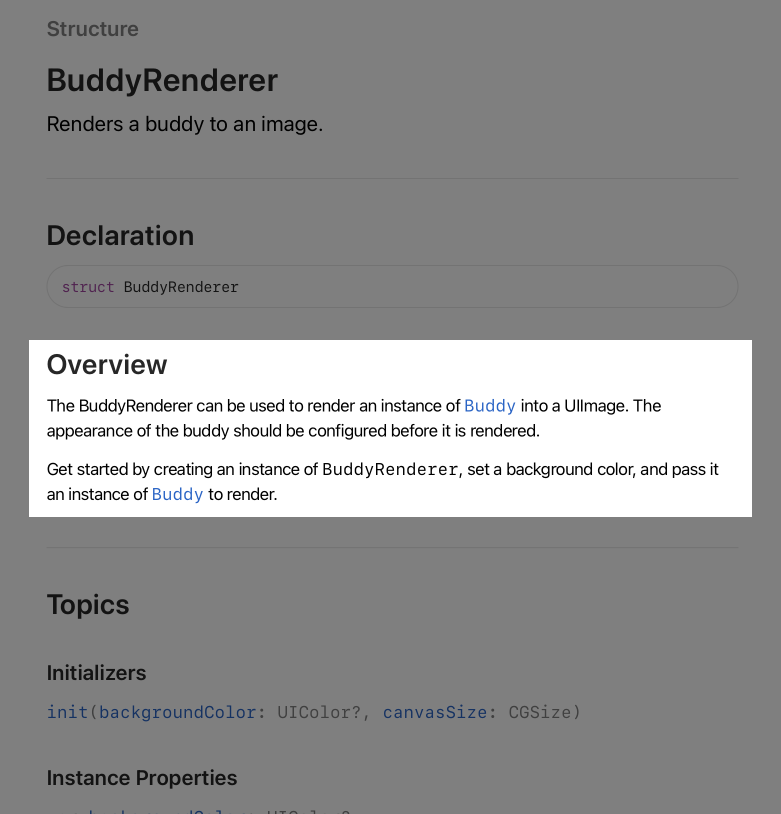 Structure
BuddyRenderer
Renders a buddy to an image.
Declaration
struct BuddyRenderer
Overview
The BuddyRenderer can be used to render an instance of Buddy into a UIImage. The
appearance of the buddy should be configured before it is rendered.
Get started by creating an instance of BuddyRenderer, set a background color, and pass it
an instance of Buddy to render.
Topics
Initializers
init(backgroundColor: UIColor?, canvasSize: CGSize)
Instance Properties